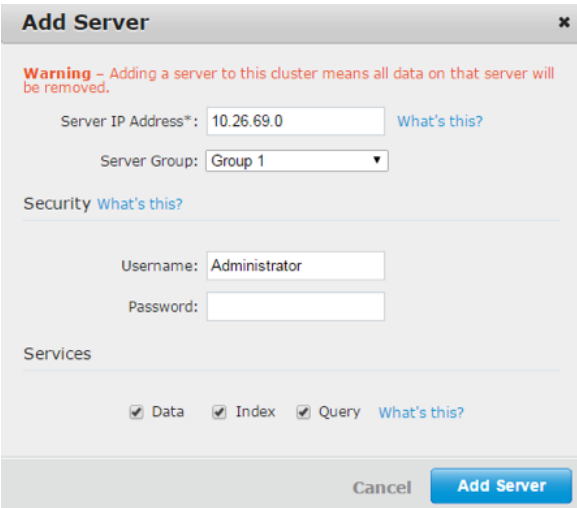 Add Server ✖
Warning – Adding a server to this cluster means all data on that server will
be removed.
Server IP Address*: 10.26.69.0 What's this?
Server Group: Group 1
Security What's this?
Username: Administrator
Password:
Services
Data Index Query What's this?
Cancel Add Server